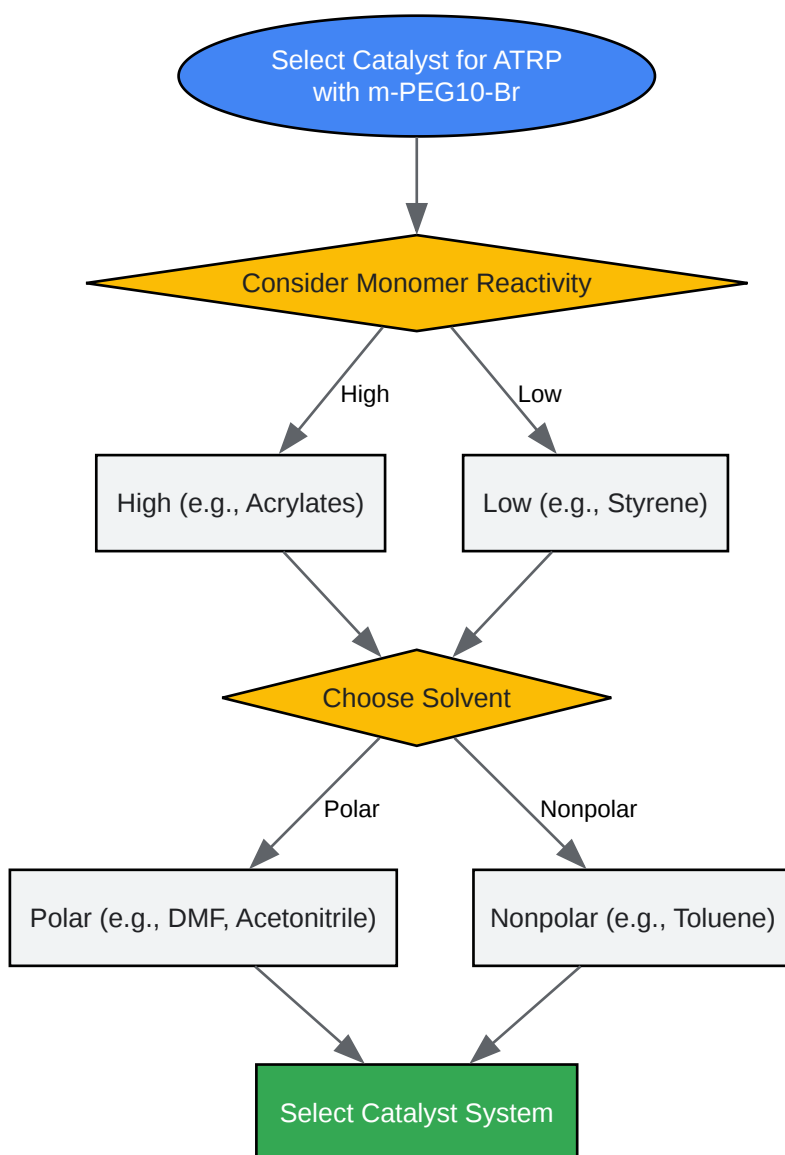 Select Catalyst for ATRP
with m-PEG10-Br
Consider Monomer Reactivity
High
Low
High (e.g., Acrylates)
Low (e.g., Styrene)
Choose Solvent
Polar
Nonpolar
Polar (e.g., DMF, Acetonitrile)
Nonpolar (e.g., Toluene)
Select Catalyst System